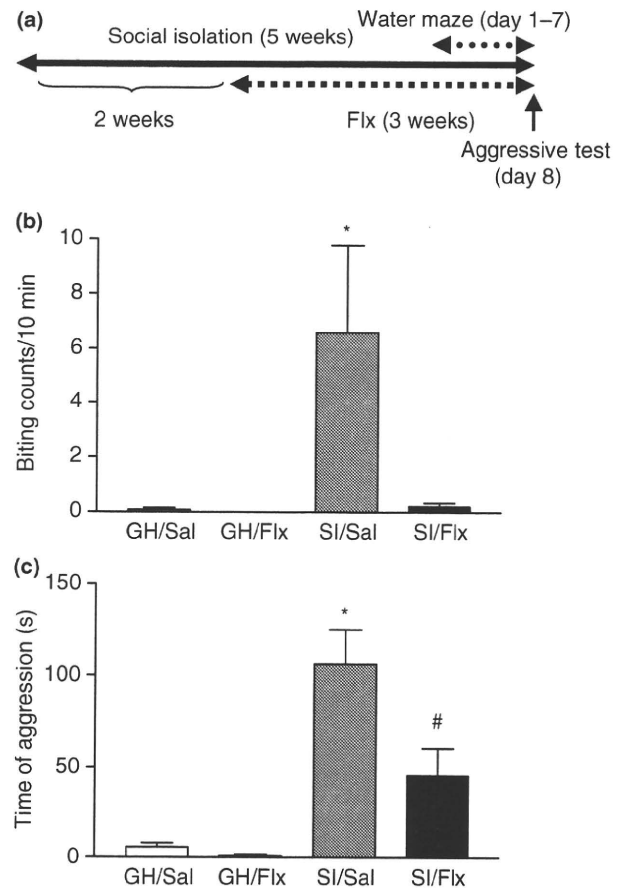 (a)
Water maze (day 1–7)
Social isolation (5 weeks)
2 weeks
Flx (3 weeks)
Aggressive test
(day 8)
(b)
Biting counts/10 min
10
8
6
4
2
0
*
GH/Sal GH/Flx SI/Sal SI/Flx
(c)
Time of aggression (s)
150
100
50
0
*
#
GH/Sal GH/Flx SI/Sal SI/Flx